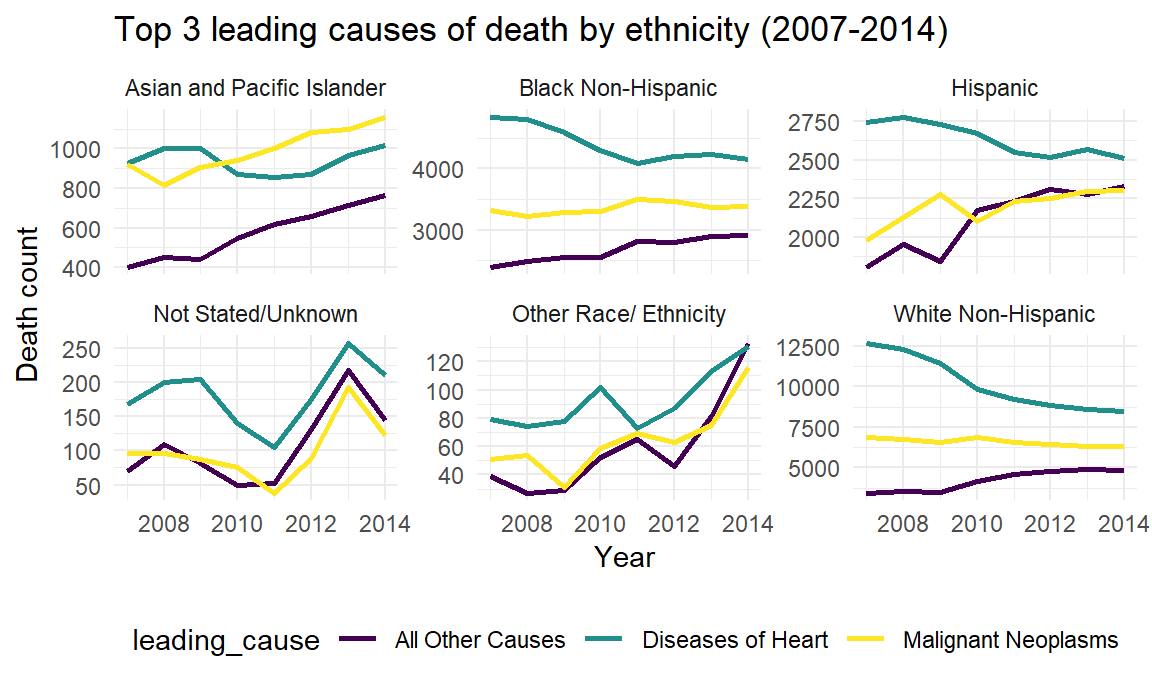 Top 3 leading causes of death by ethnicity (2007-2014)
Asian and Pacific Islander
Black Non-Hispanic
Hispanic
1000
800
600
400
4000
3000
2750
2500
2250
2000
Death count
Not Stated/Unknown
Other Race/ Ethnicity
White Non-Hispanic
250
200
150
100
50
120
100
80
60
40
12500
10000
7500
5000
2008 2010 2012 2014
2008 2010 2012 2014
2008 2010 2012 2014
Year
leading_cause All Other Causes Diseases of Heart Malignant Neoplasms